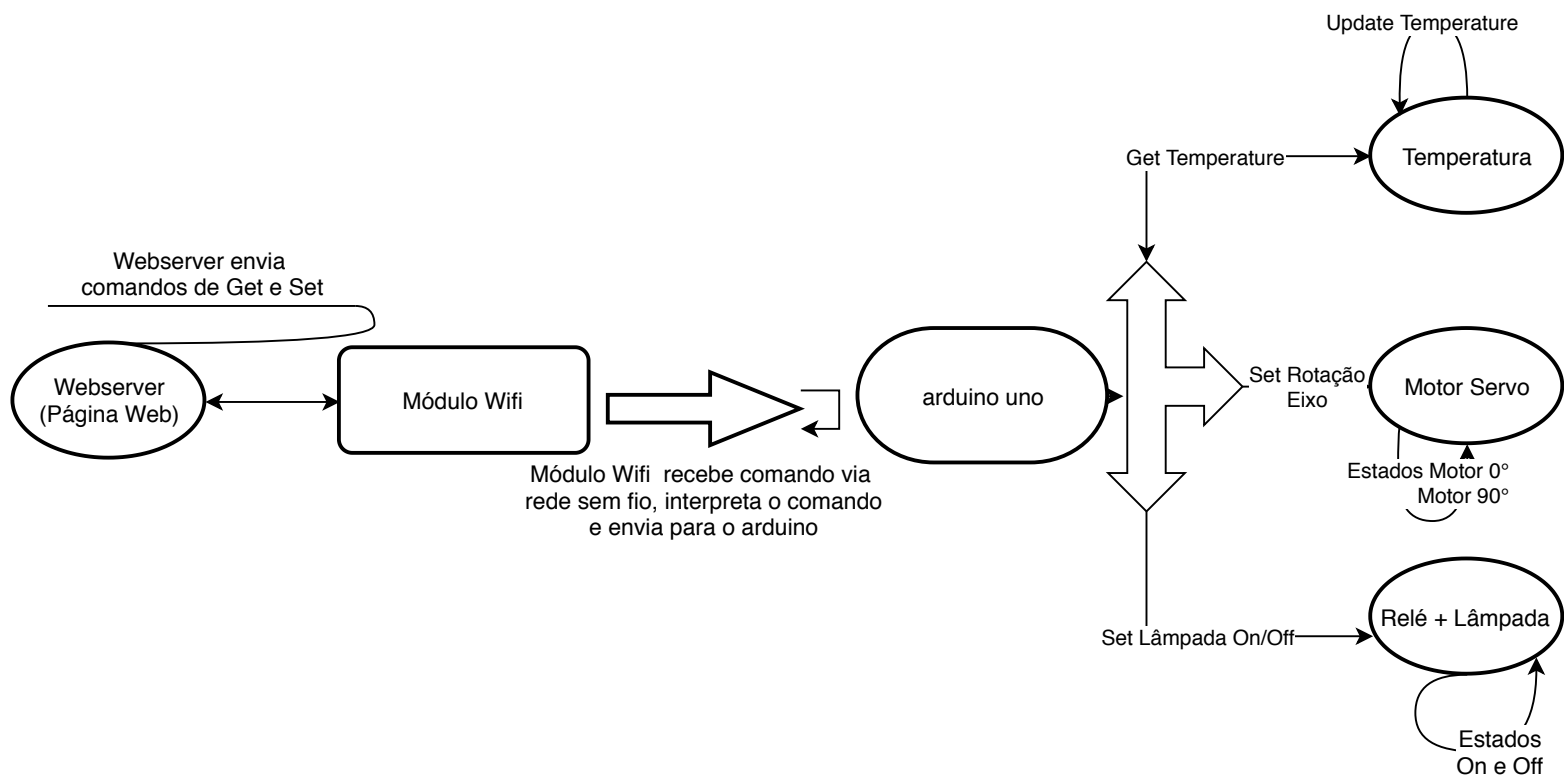 Update Temperature
Get Temperature
Temperatura
Webserver envia
comandos de Get e Set
Webserver
(Página Web)
Módulo Wifi
arduino uno
Set Rotação
Eixo
Motor Servo
Módulo Wifi recebe comando via
rede sem fio, interpreta o comando
e envia para o arduino
Estados Motor 0°
Motor 90°
Set Lâmpada On/Off
Relé + Lâmpada
Estados
On e Off